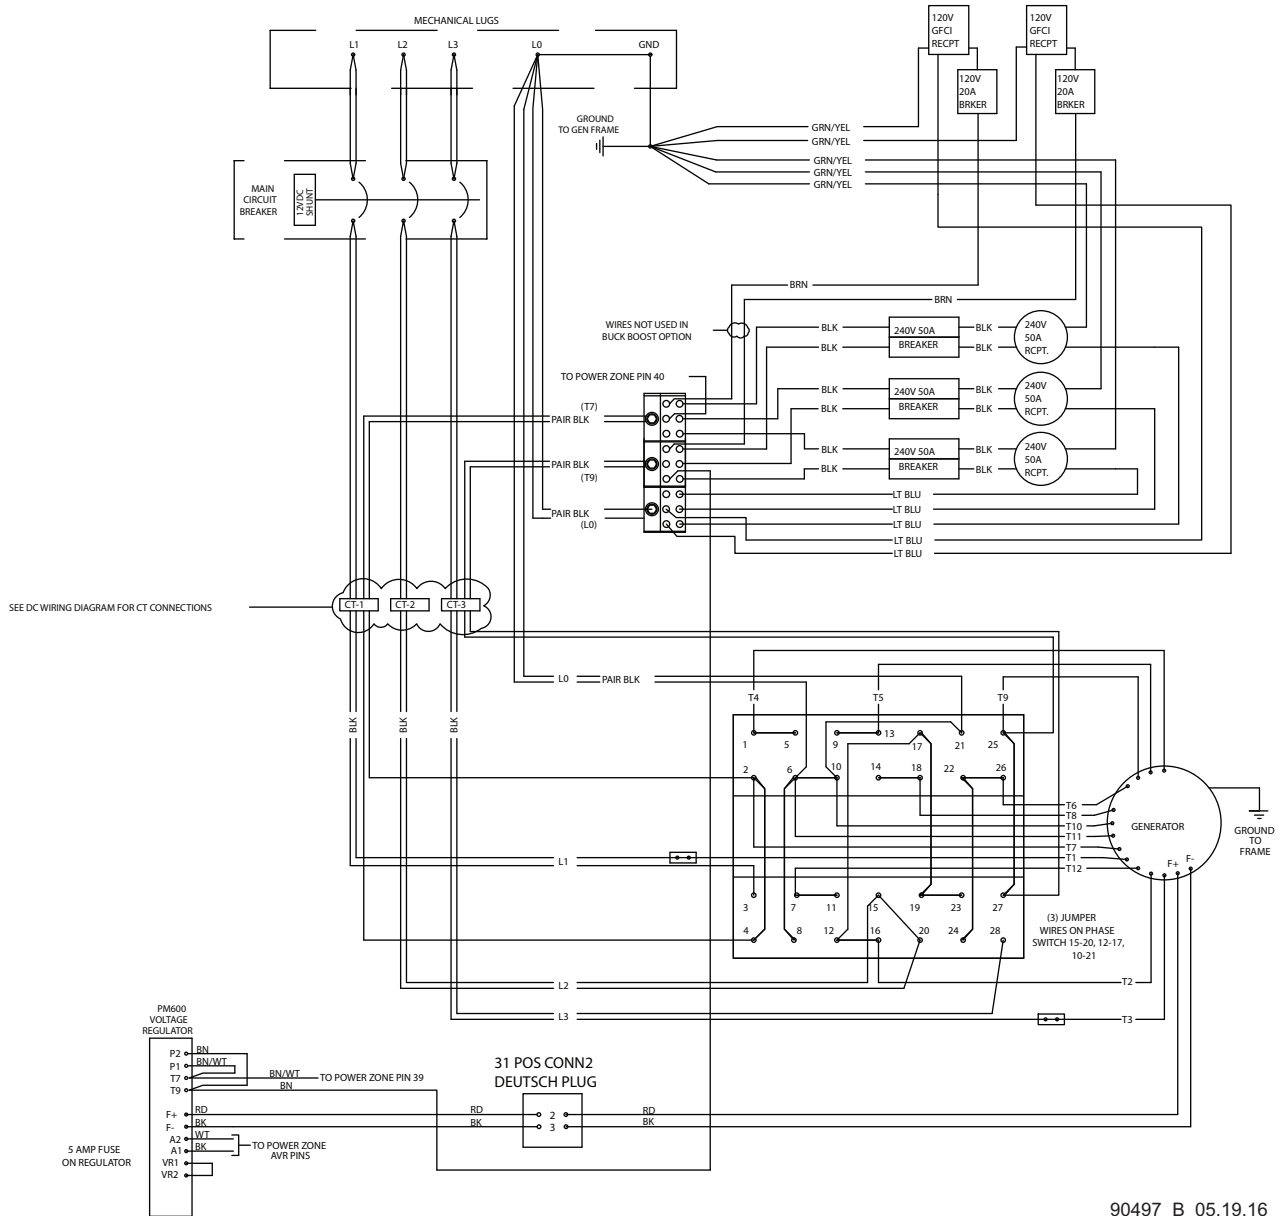 MECHANICAL LUGS
L1
L2
L3
L0
GND
120V
GFCI
RECPT
120V
GFCI
RECPT
120V
20A
BRKER
120V
20A
BRKER
GROUND
TO GEN FRAME
GRN/YEL
GRN/YEL
GRN/YEL
GRN/YEL
GRN/YEL
MAIN
CIRCUIT
BREAKER
12VDC
SHUNT
BRN
BRN
WIRES NOT USED IN
BUCK BOOST OPTION
BLK
240V 50A
BREAKER
BLK
240V
50A
RCPT.
BLK
BLK
TO POWER ZONE PIN 40
BLK
240V 50A
BREAKER
BLK
240V
50A
RCPT.
BLK
BLK
(T7)
PAIR BLK
BLK
240V 50A
BREAKER
BLK
240V
50A
RCPT.
BLK
BLK
PAIR BLK
(T9)
LT BLU
LT BLU
LT BLU
LT BLU
LT BLU
PAIR BLK
(L0)
SEE DC WIRING DIAGRAM FOR CT CONNECTIONS
CT-1
CT-2
CT-3
L0
PAIR BLK
T4
T5
T9
BLK
BLK
BLK
1
5
9
13
17
21
25
2
6
10
14
18
22
26
T6
T8
T10
T11
T7
T1
T12
GENERATOR
F+
F-
GROUND
TO
FRAME
L1
3
7
11
15
19
23
27
4
8
12
16
20
24
28
(3) JUMPER
WIRES ON PHASE
SWITCH 15-20, 12-17,
10-21
L2
T2
L3
T3
PM600
VOLTAGE
REGULATOR
P2
BN
P1
BN/WT
T7
BN/WT
TO POWER ZONE PIN 39
T9
BN
31 POS CONN2
DEUTSCH PLUG
F+
RD
RD
2
RD
F-
BK
BK
3
BK
A2
WT
A1
BK
TO POWER ZONE
AVR PINS
VR1
VR2
5 AMP FUSE
ON REGULATOR
90497_B_05.19.16